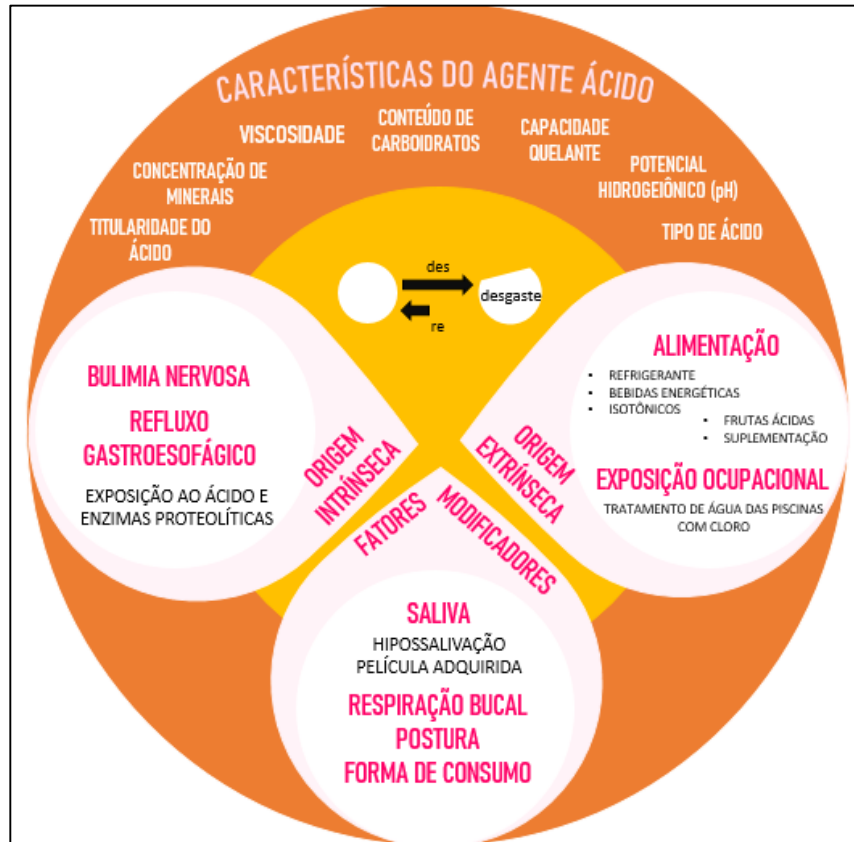 CARACTERÍSTICAS DO AGENTE ÁCIDO
TITULARIDADE DO
ÁCIDO
CONCENTRAÇÃO DE
MINERAIS
VISCOSIDADE
CONTEÚDO DE
CARBOIDRATOS
CAPACIDADE
QUELANTE
POTENCIAL
HIDROGEIÔNICO (pH)
TIPO DE ÁCIDO
des
desgaste
re
BULIMIA NERVOSA
REFLUXO
GASTROESOFÁGICO
EXPOSIÇÃO AO ÁCIDO E
ENZIMAS PROTEOLÍTICAS
ORIGEM
INTRÍNSECA
ORIGEM
EXTRÍNSECA
ALIMENTAÇÃO
• REFRIGERANTE
• BEBIDAS ENERGÉTICAS
• ISOTÔNICOS
• FRUTAS ÁCIDAS
• SUPLEMENTAÇÃO
EXPOSIÇÃO OCUPACIONAL
TRATAMENTO DE ÁGUA DAS PISCINAS
COM CLORO
FATORES
MODIFICADORES
SALIVA
HIPOSSALIVAÇÃO
PELÍCULA ADQUIRIDA
RESPIRAÇÃO BUCAL
POSTURA
FORMA DE CONSUMO